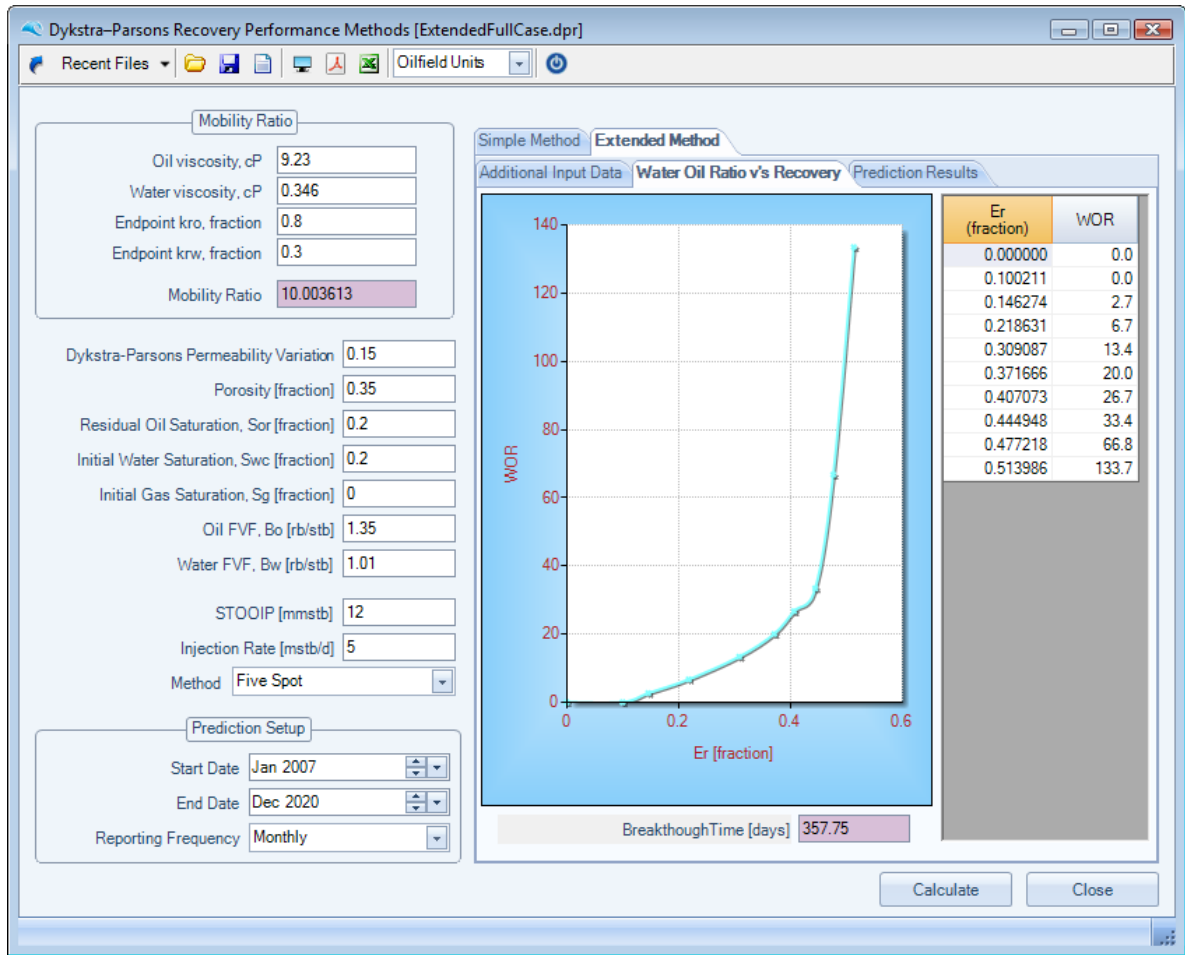 Dykstra–Parsons Recovery Performance Methods [ExtendedFullCase.dpr]
Recent Files Oilfield Units
Mobility Ratio
Oil viscosity, cP 9.23
Water viscosity, cP 0.346
Endpoint kro, fraction 0.8
Endpoint krw, fraction 0.3
Mobility Ratio 10.003613
Dykstra-Parsons Permeability Variation 0.15
Porosity [fraction] 0.35
Residual Oil Saturation, Sor [fraction] 0.2
Initial Water Saturation, Swc [fraction] 0.2
Initial Gas Saturation, Sg [fraction] 0
Oil FVF, Bo [rb/stb] 1.35
Water FVF, Bw [rb/stb] 1.01
STOOIP [mmstb] 12
Injection Rate [mstb/d] 5
Method Five Spot
Prediction Setup
Start Date Jan 2007
End Date Dec 2020
Reporting Frequency Monthly
Simple Method Extended Method
Additional Input Data Water Oil Ratio v's Recovery Prediction Results
140
120
100
80
60
40
20
0
WOR
0 0.2 0.4 0.6
Er [fraction]
BreakthoughTime [days] 357.75
Er (fraction) WOR
0.000000 0.0
0.100211 0.0
0.146274 2.7
0.218631 6.7
0.309087 13.4
0.371666 20.0
0.407073 26.7
0.444948 33.4
0.477218 66.8
0.513986 133.7
Calculate Close